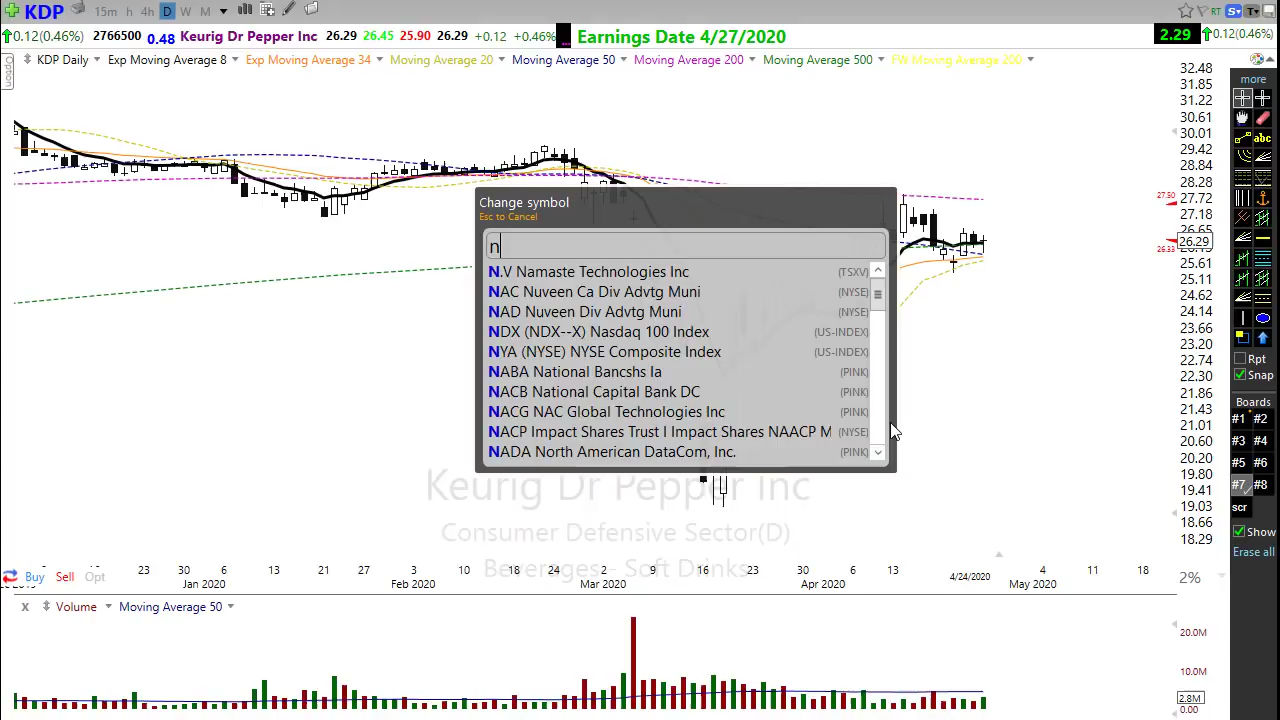 KDP 15m h 4h D W M RT S T
0.12(0.46%) 2766500 0.48 Keurig Dr Pepper Inc 26.29 26.45 25.90 26.29 +0.12 +0.46% Earnings Date 4/27/2020 2.29 0.12(0.46%)
Option
KDP Daily Exp Moving Average 8 Exp Moving Average 34 Moving Average 20 Moving Average 50 Moving Average 200 Moving Average 500 FW Moving Average 200
32.48
31.85
31.22
30.61
30.01
29.42
28.84
28.28
27.72
27.18
26.29
25.61
25.11
24.62
24.14
23.66
23.20
22.74
22.30
21.86
21.43
21.01
20.60
20.20
19.80
19.41
19.03
18.66
18.29
27.50
26.33
Change symbol
Esc to Cancel
n
N.V Namaste Technologies Inc (TSXV)
NAC Nuveen Ca Div Advtg Muni (NYSE)
NAD Nuveen Div Advtg Muni (NYSE)
NDX (NDX--X) Nasdaq 100 Index (US-INDEX)
NYA (NYSE) NYSE Composite Index (US-INDEX)
NABA National Bancshs Ia (PINK)
NACB National Capital Bank DC (PINK)
NACG NAC Global Technologies Inc (PINK)
NACP Impact Shares Trust I Impact Shares NAACP M (NYSE)
NADA North American DataCom, Inc. (PINK)
Keurig Dr Pepper Inc
Consumer Defensive Sector(D)
Beverages - Soft Drinks
more
abc
Rpt
Snap
Boards
#1 #2
#3 #4
#5 #6
#7 #8
scr
Show
Erase all
Buy Sell Opt
23 30 6 13 21 27 3 10 18 24 2 9 16 23 30 6 13 4 11 18
2019 Jan 2020 Feb 2020 Mar 2020 Apr 2020 4/24/2020 May 2020
2%
x Volume Moving Average 50
20.0M
10.0M
2.8M
0.00